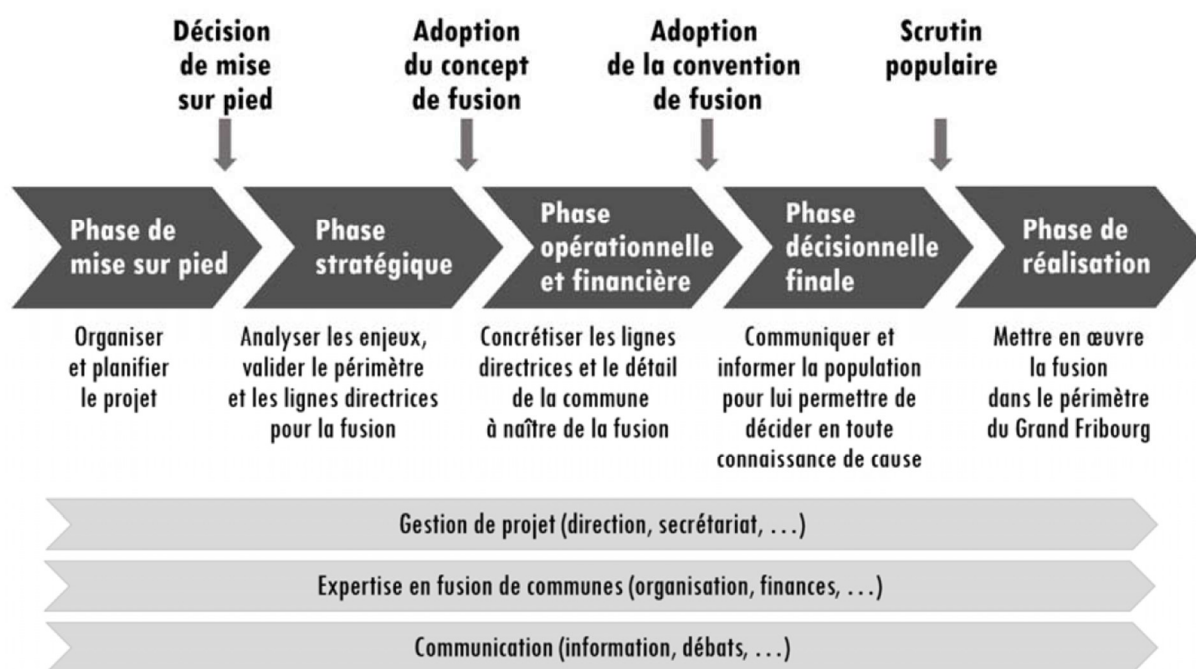 Décision
de mise
sur pied
Adoption
du concept
de fusion
Adoption
de la convention
de fusion
Scrutin
populaire
Phase de
mise sur pied
Phase
stratégique
Phase
opérationnelle
et financière
Phase
décisionnelle
finale
Phase de
réalisation
Organiser
et planifier
le projet
Analyser les enjeux,
valider le périmètre
et les lignes directrices
pour la fusion
Concrétiser les lignes
directrices et le détail
de la commune
à naître de la fusion
Communiquer et
informer la population
pour lui permettre de
décider en toute
connaissance de cause
Mettre en œuvre
la fusion
dans le périmètre
du Grand Fribourg
Gestion de projet (direction, secrétariat, …)
Expertise en fusion de communes (organisation, finances, …)
Communication (information, débats, …)